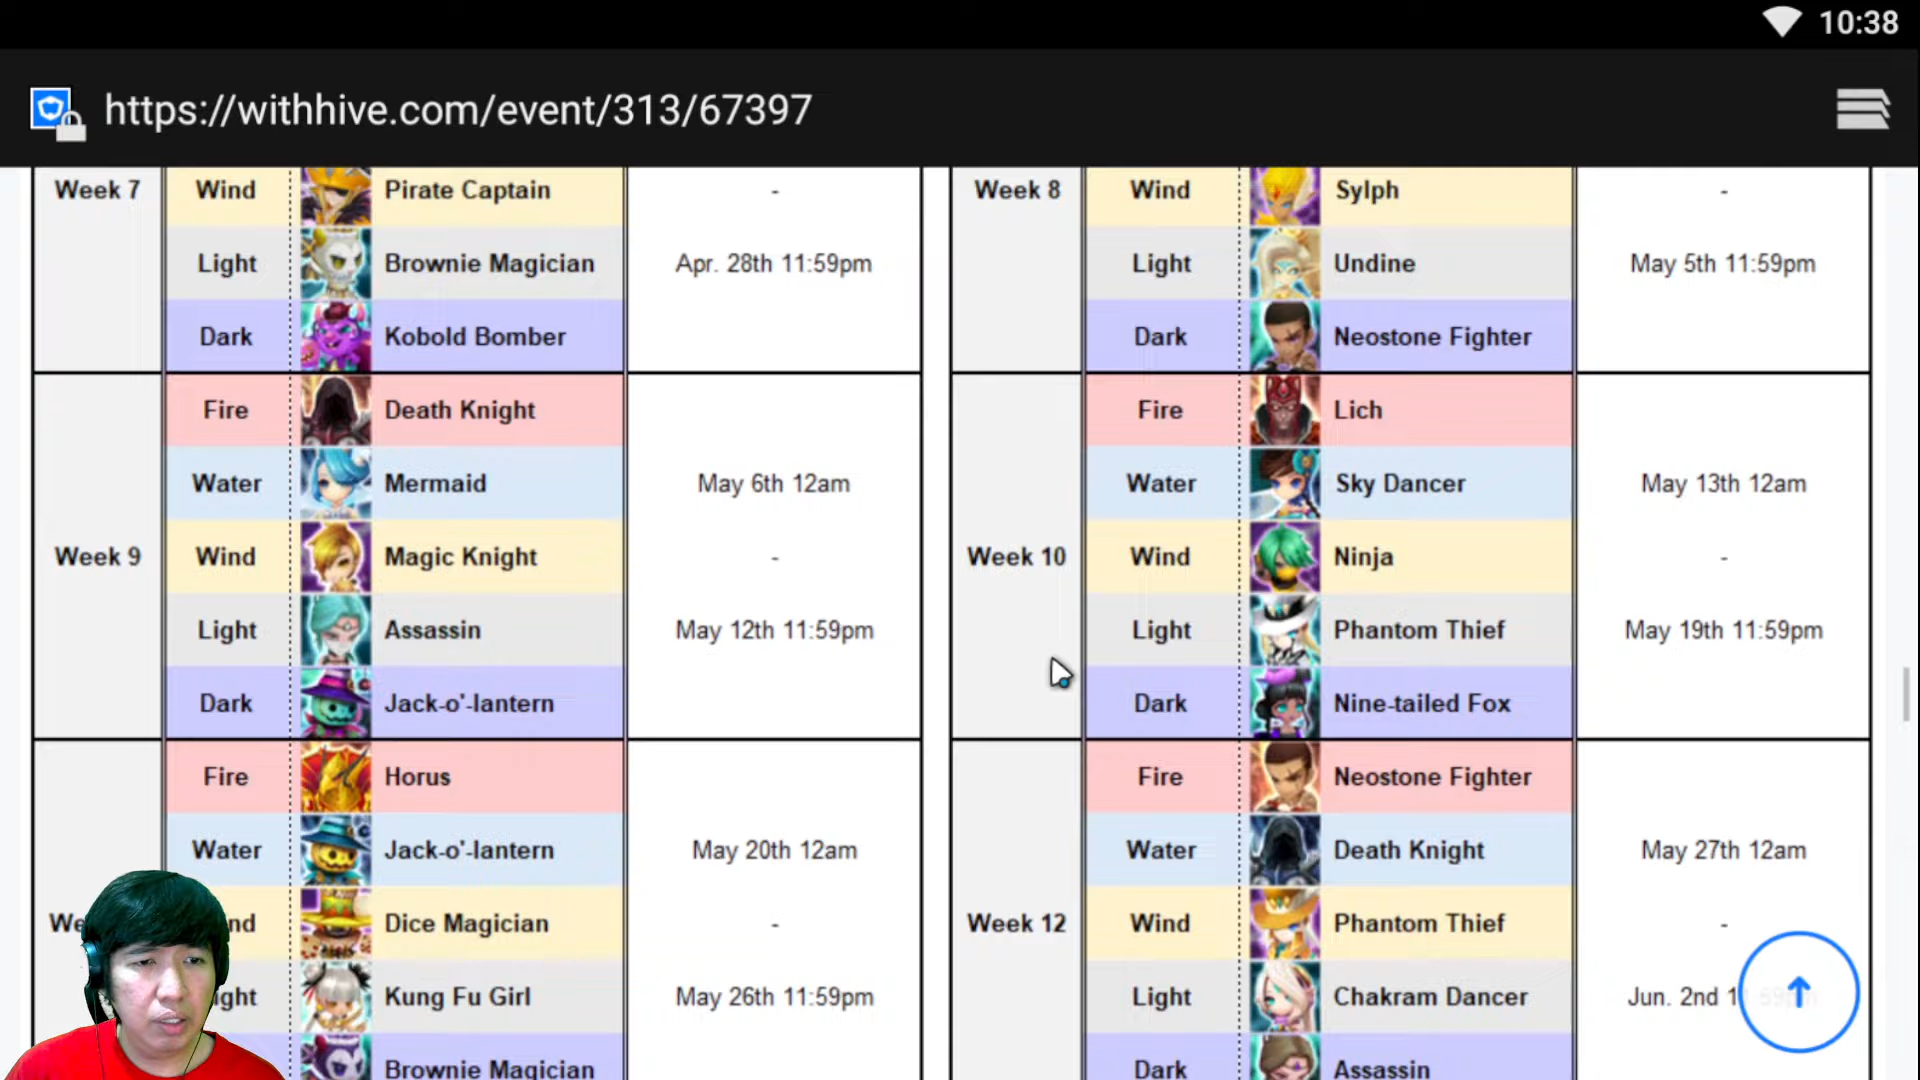 10:38
https://withhive.com/event/313/67397
Week 7
Wind Pirate Captain
Light Brownie Magician
Dark Kobold Bomber
-
Apr. 28th 11:59pm
Week 8
Wind Sylph
Light Undine
Dark Neostone Fighter
-
May 5th 11:59pm
Week 9
Fire Death Knight
Water Mermaid
Wind Magic Knight
Light Assassin
Dark Jack-o'-lantern
May 6th 12am
-
May 12th 11:59pm
Week 10
Fire Lich
Water Sky Dancer
Wind Ninja
Light Phantom Thief
Dark Nine-tailed Fox
May 13th 12am
-
May 19th 11:59pm
Fire Horus
Water Jack-o'-lantern
Dice Magician
Kung Fu Girl
Brownie Magician
May 20th 12am
-
May 26th 11:59pm
Week 12
Fire Neostone Fighter
Water Death Knight
Wind Phantom Thief
Light Chakram Dancer
Dark Assassin
May 27th 12am
-
Jun. 2nd